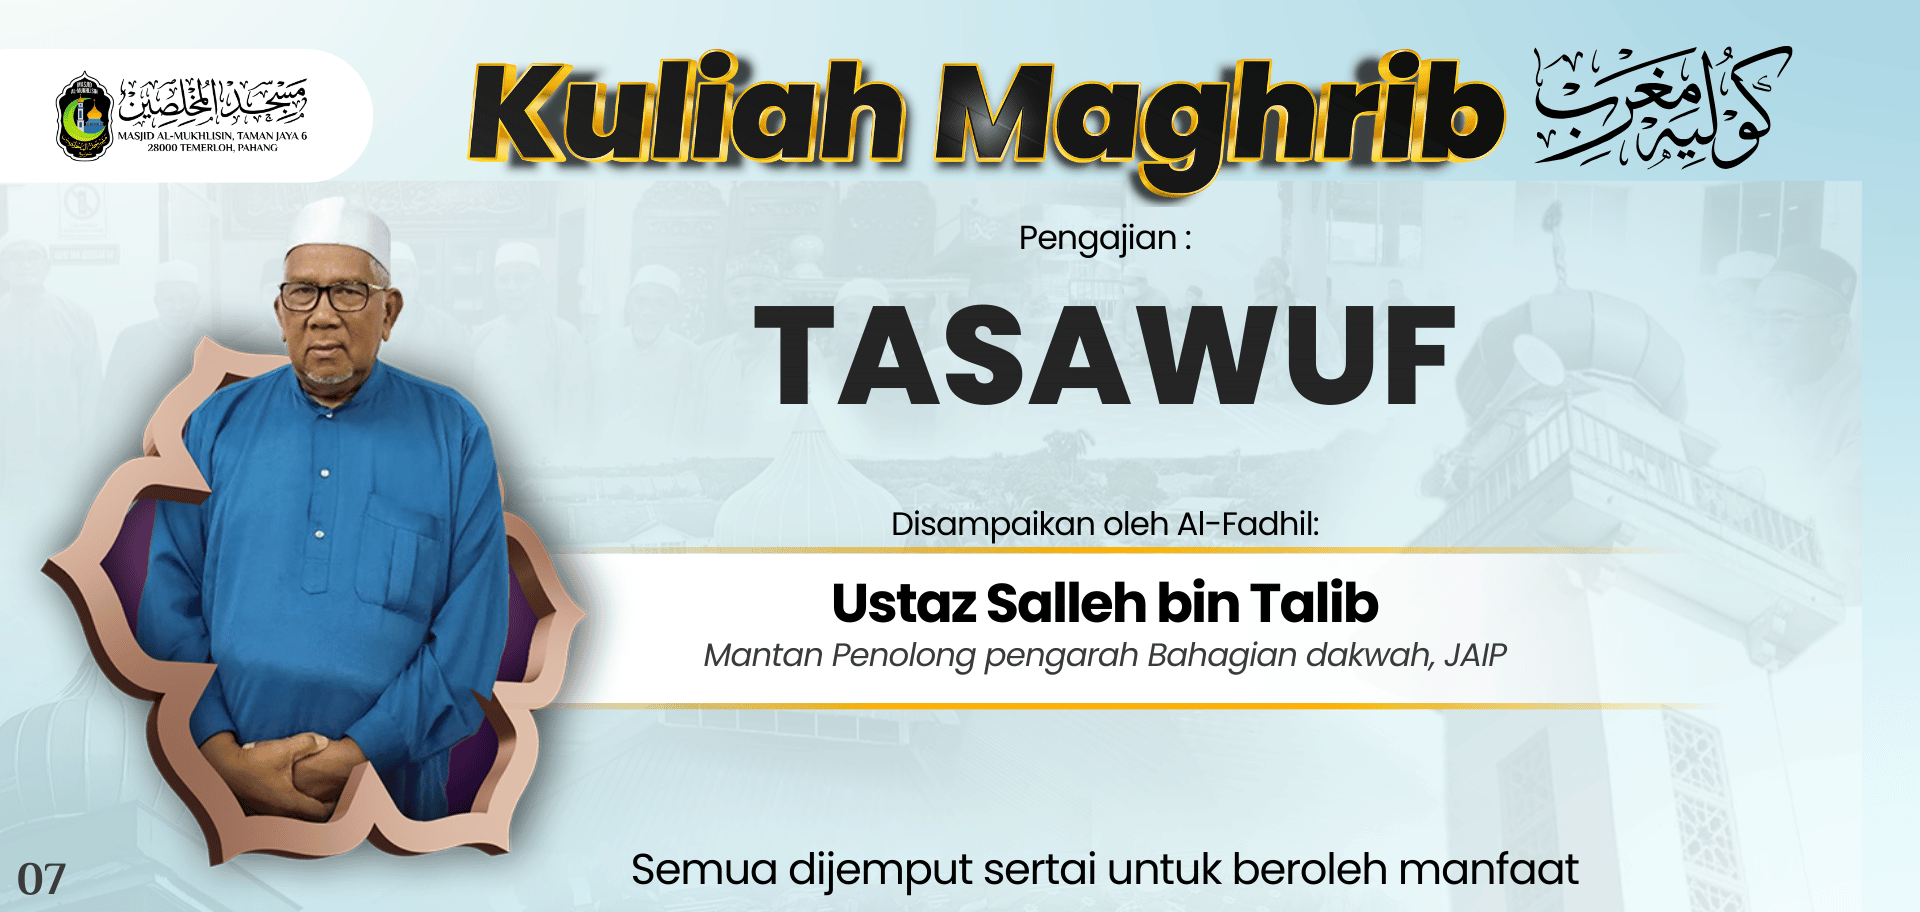 مسجد المخلصين
MASJID AL-MUKHLISIN, TAMAN JAYA 6
28000 TEMERLOH, PAHANG
Kuliah Maghrib
كوليه مغرب
Pengajian :
TASAWUF
Disampaikan oleh Al-Fadhil:
Ustaz Salleh bin Talib
Mantan Penolong pengarah Bahagian dakwah, JAIP
Semua dijemput sertai untuk beroleh manfaat
07